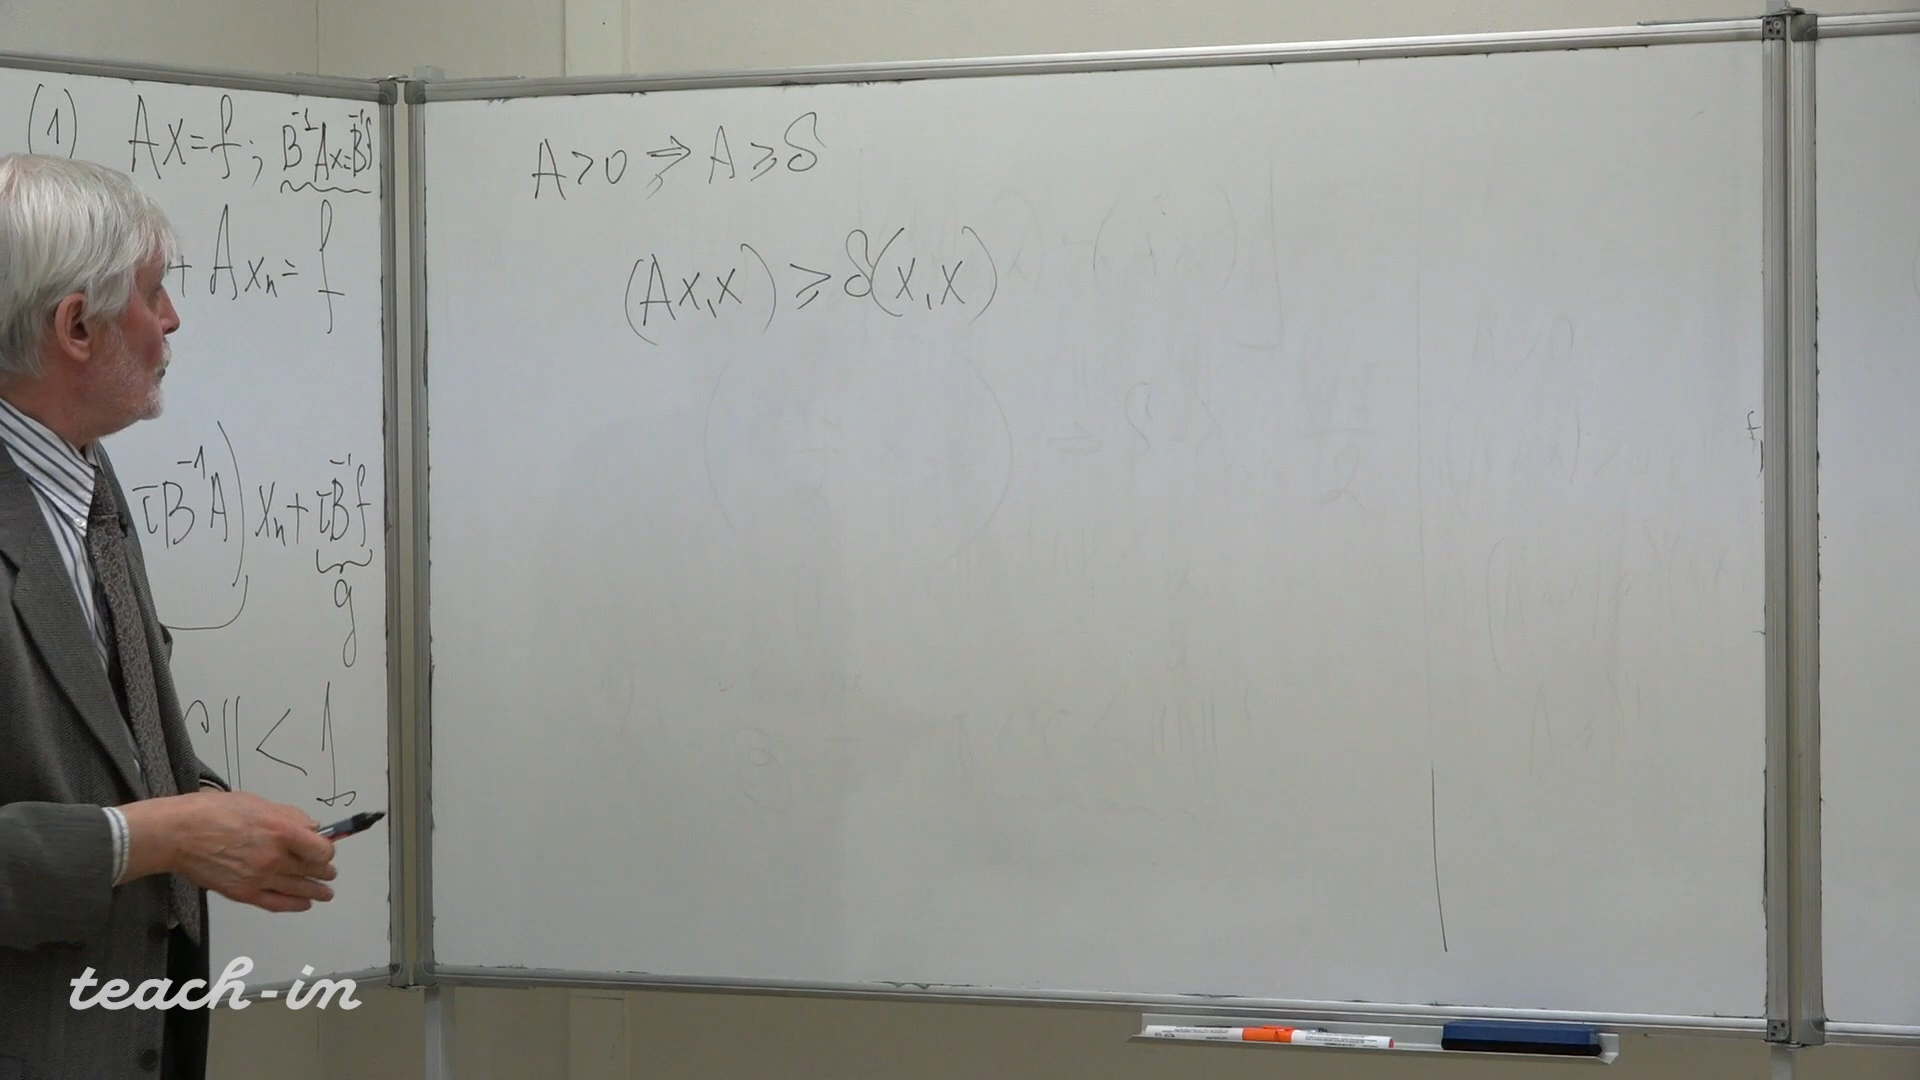 (1) Ax=f; B⁻¹Ax=B⁻¹f
+ Axₙ = f
τB⁻¹A) xₙ + τB⁻¹f
g
‖ < 1
A>0 ⇒ A ≥ δ
(Ax,x) ≥ δ(x,x)
teach-in